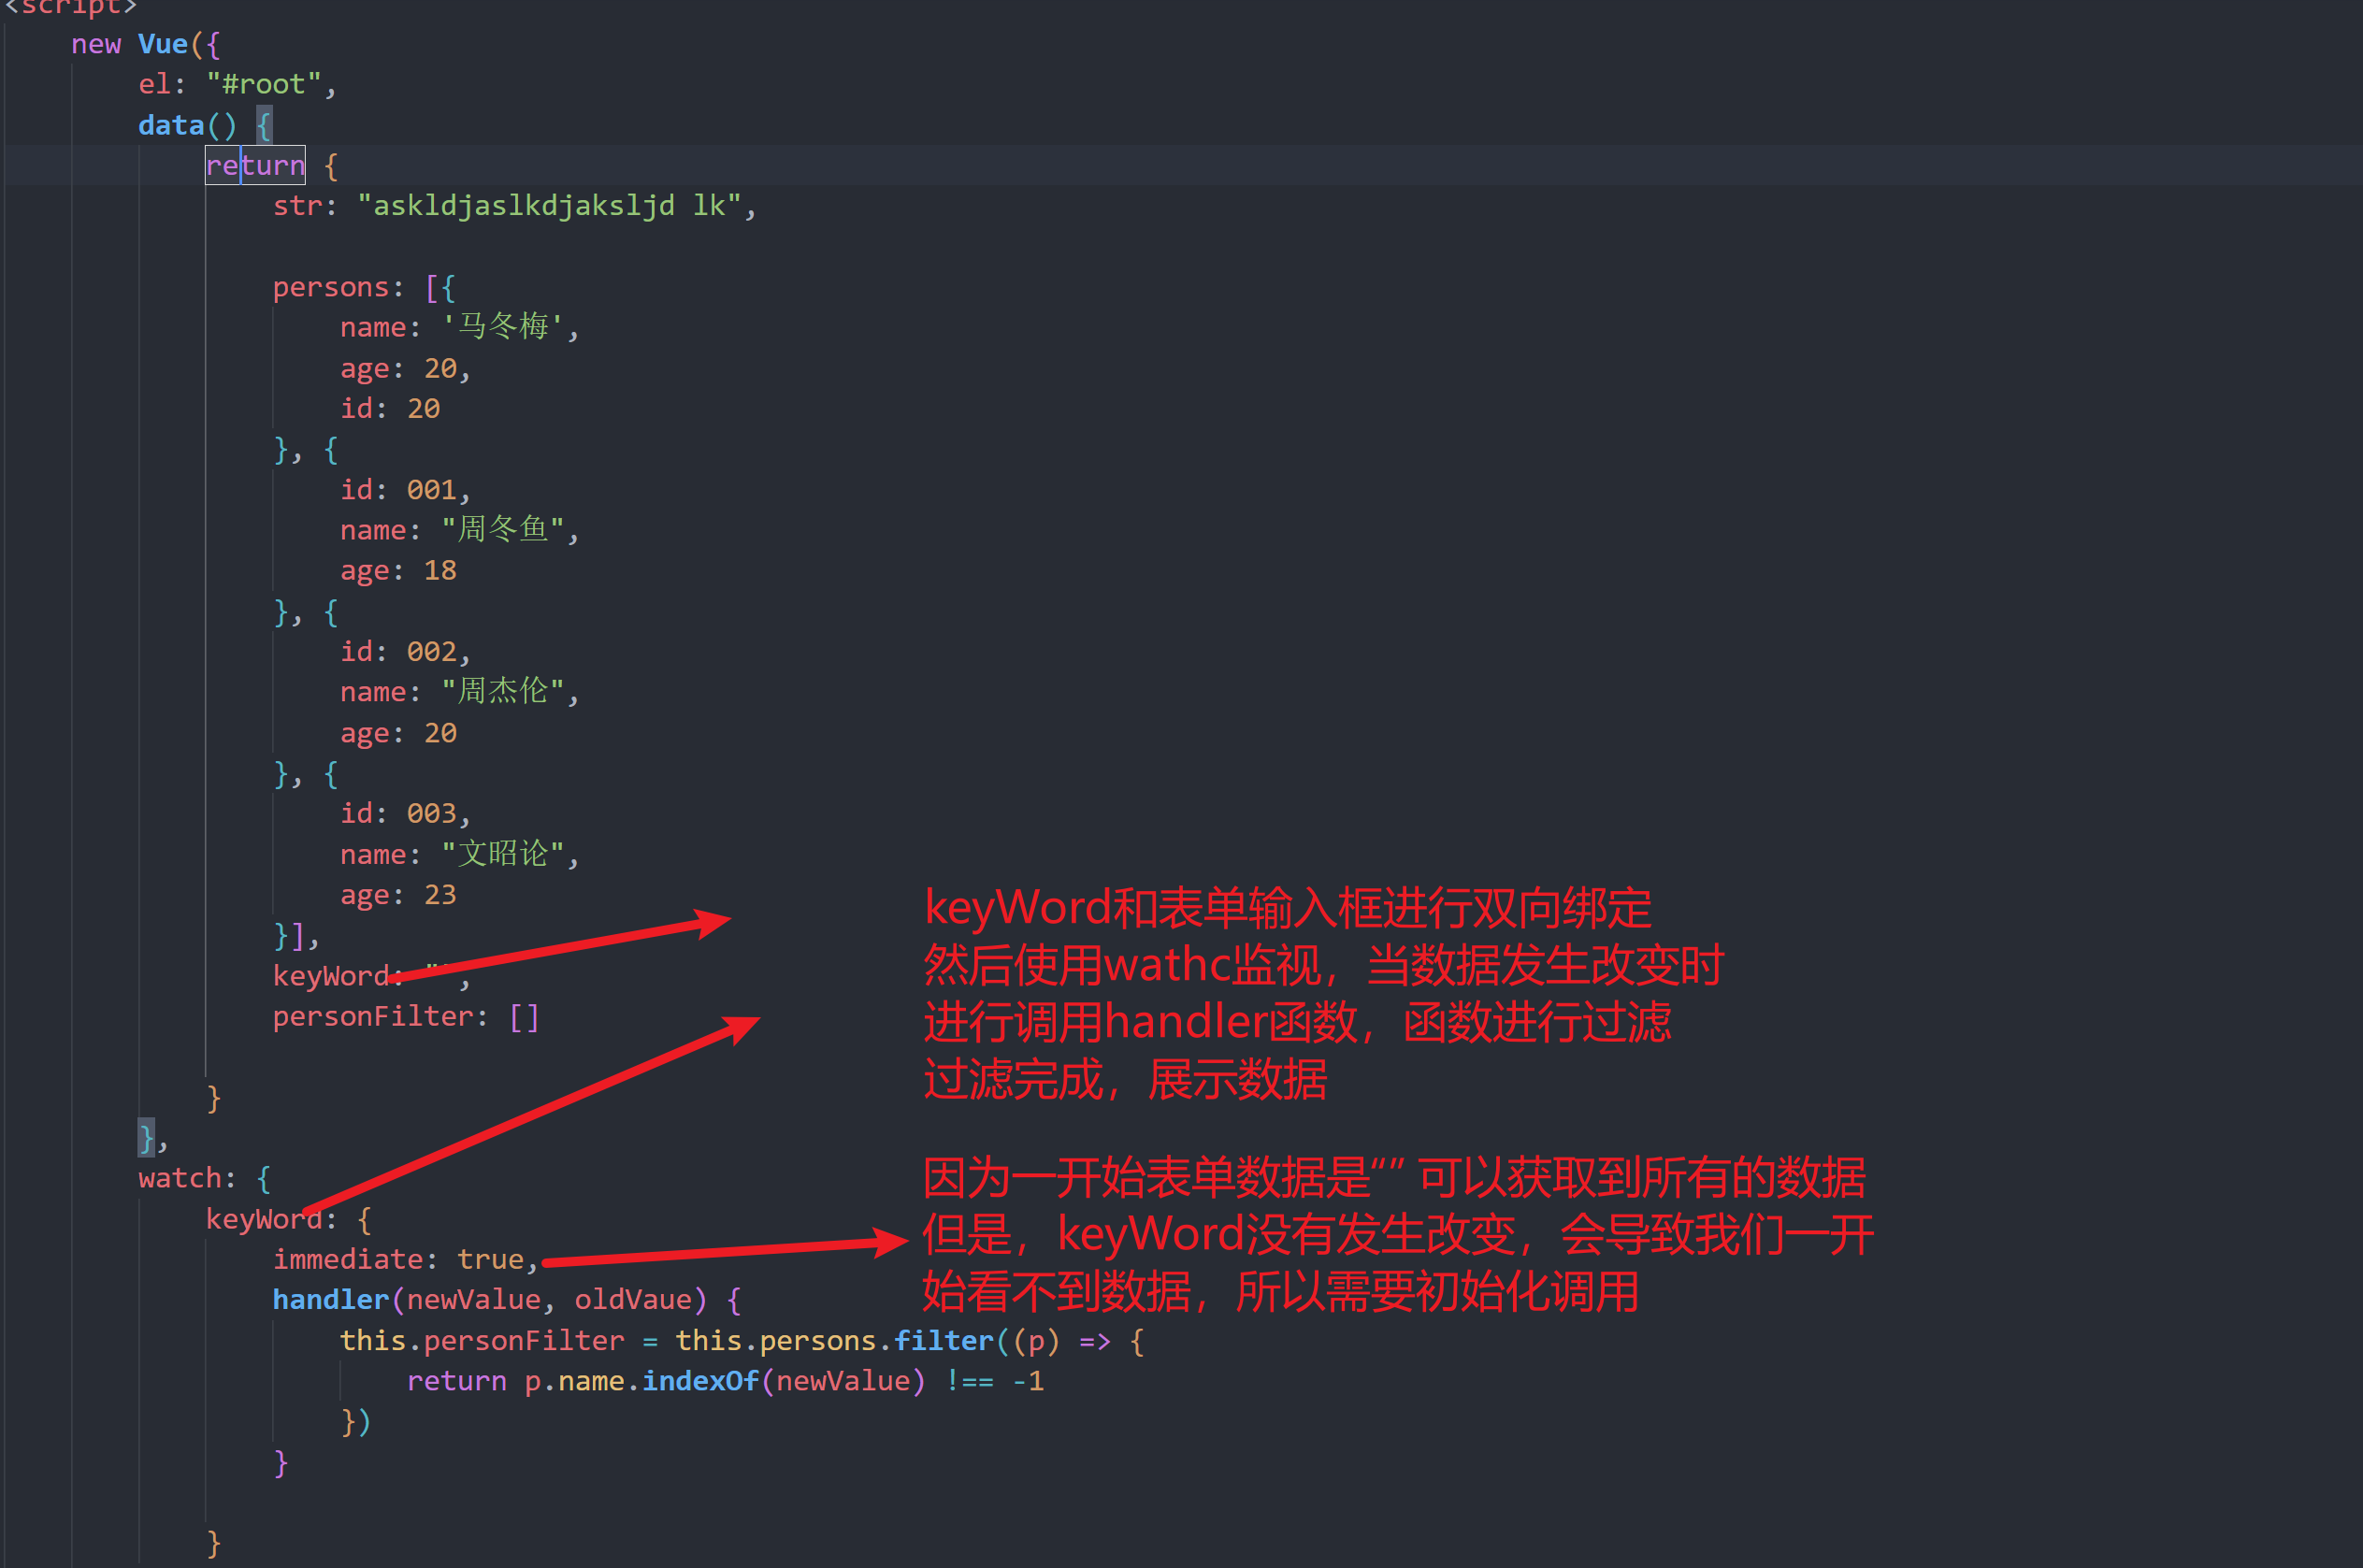 <script>
new Vue({
el: "#root",
data() {
return {
str: "askldjaslkdjaksljd lk",
persons: [{
name: '马冬梅',
age: 20,
id: 20
}, {
id: 001,
name: "周冬鱼",
age: 18
}, {
id: 002,
name: "周杰伦",
age: 20
}, {
id: 003,
name: "文昭论",
age: 23
}],
keyWord: "",
personFilter: []
}
},
watch: {
keyWord: {
immediate: true,
handler(newValue, oldVaue) {
this.personFilter = this.persons.filter((p) => {
return p.name.indexOf(newValue) !== -1
})
}
}
keyWord和表单输入框进行双向绑定
然后使用wathc监视，当数据发生改变时
进行调用handler函数，函数进行过滤
过滤完成，展示数据
因为一开始表单数据是“” 可以获取到所有的数据
但是，keyWord没有发生改变，会导致我们一开
始看不到数据，所以需要初始化调用